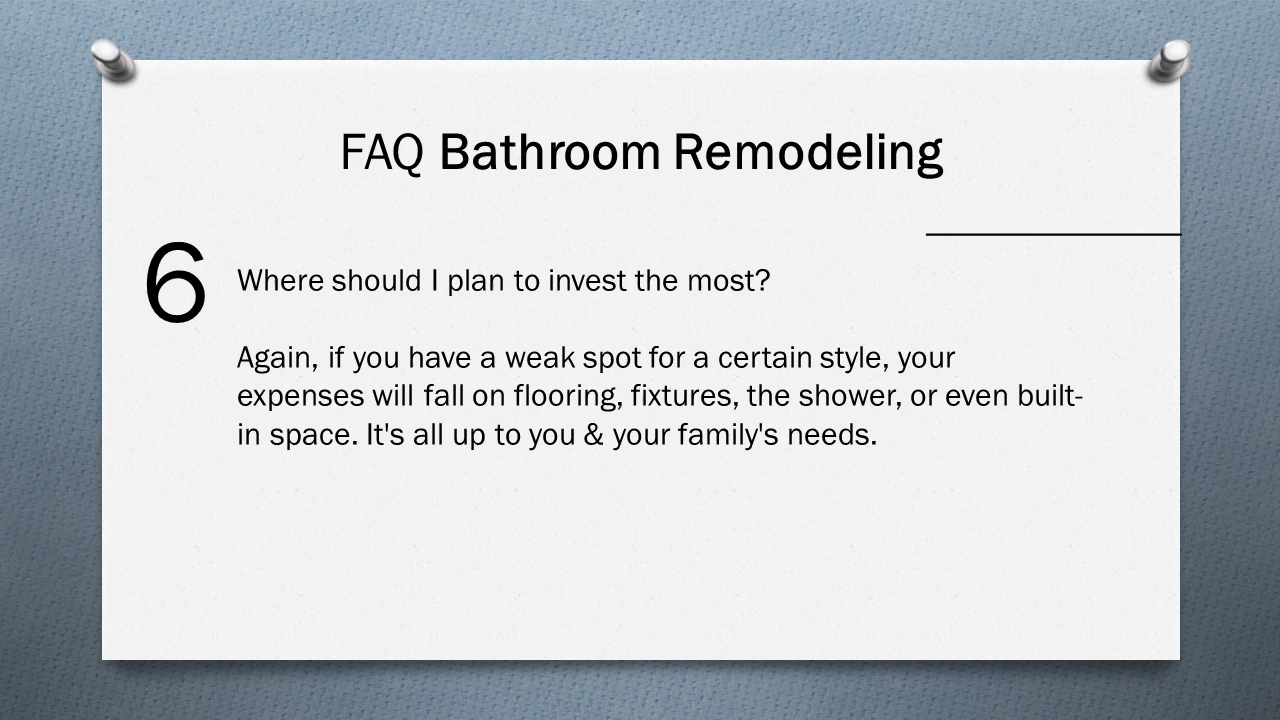 FAQ Bathroom Remodeling
6
Where should I plan to invest the most?
Again, if you have a weak spot for a certain style, your
expenses will fall on flooring, fixtures, the shower, or even built-
in space. It's all up to you & your family's needs.